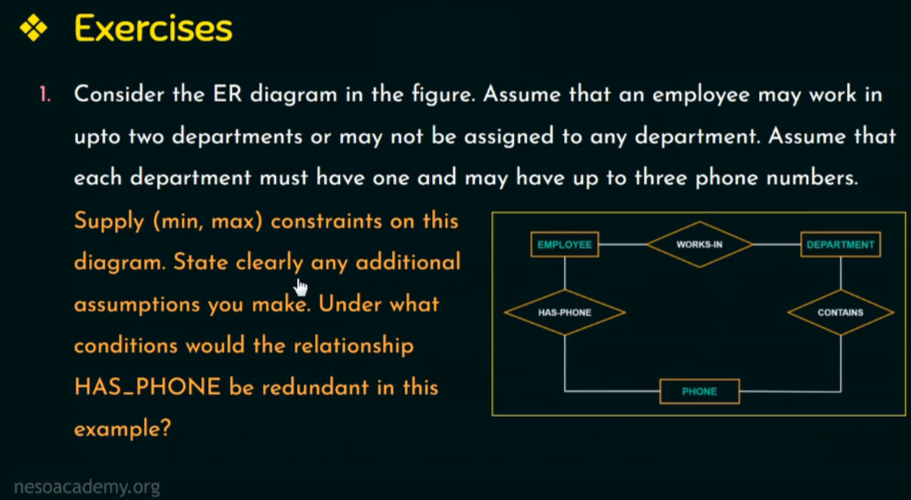 ❖ Exercises
1. Consider the ER diagram in the figure. Assume that an employee may work in
upto two departments or may not be assigned to any department. Assume that
each department must have one and may have up to three phone numbers.
Supply (min, max) constraints on this
diagram. State clearly any additional
assumptions you make. Under what
conditions would the relationship
HAS_PHONE be redundant in this
example?
EMPLOYEE
WORKS-IN
DEPARTMENT
HAS-PHONE
CONTAINS
PHONE
nesoacademy.org